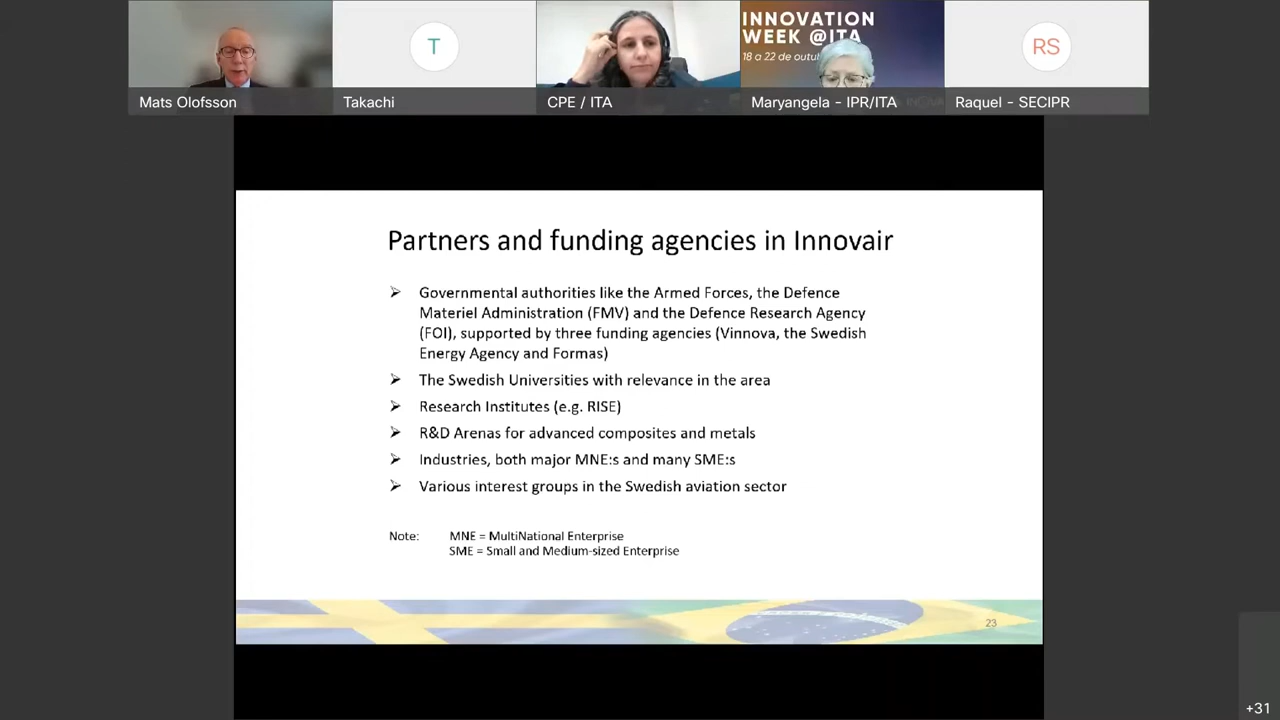 INNOVATION
WEEK @ITA
18 a 22 de outu
T
RS
Mats Olofsson
Takachi
CPE / ITA
Maryangela - IPR/ITA
Raquel - SECIPR
Partners and funding agencies in Innovair
➢ Governmental authorities like the Armed Forces, the Defence
Materiel Administration (FMV) and the Defence Research Agency
(FOI), supported by three funding agencies (Vinnova, the Swedish
Energy Agency and Formas)
➢ The Swedish Universities with relevance in the area
➢ Research Institutes (e.g. RISE)
➢ R&D Arenas for advanced composites and metals
➢ Industries, both major MNE:s and many SME:s
➢ Various interest groups in the Swedish aviation sector
Note: MNE = MultiNational Enterprise
SME = Small and Medium-sized Enterprise
23
+31